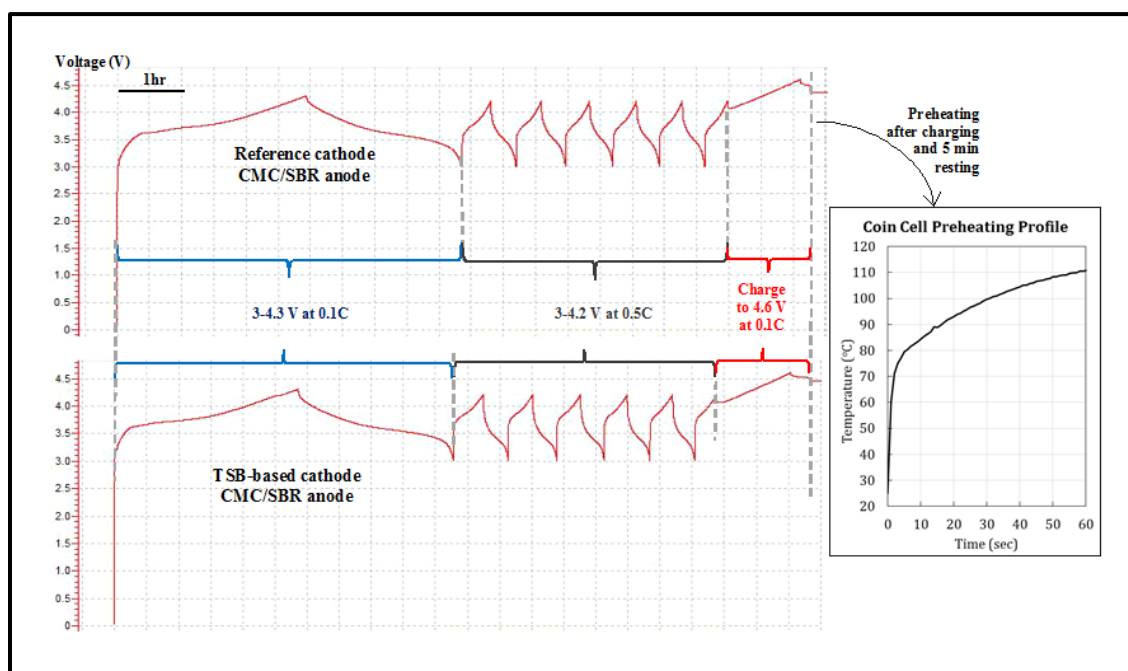 Voltage (V)
1hr
4.5
4.0
3.5
3.0
2.5
2.0
1.5
1.0
0.5
0
Reference cathode
CMC/SBR anode
3-4.3 V at 0.1C
3-4.2 V at 0.5C
Charge
to 4.6 V
at 0.1C
Preheating
after charging
and 5 min
resting
4.5
4.0
3.5
3.0
2.5
2.0
1.5
1.0
0.5
0
TSB-based cathode
CMC/SBR anode
Coin Cell Preheating Profile
Temperature (°C)
120
110
100
90
80
70
60
50
40
30
20
0 10 20 30 40 50 60
Time (sec)